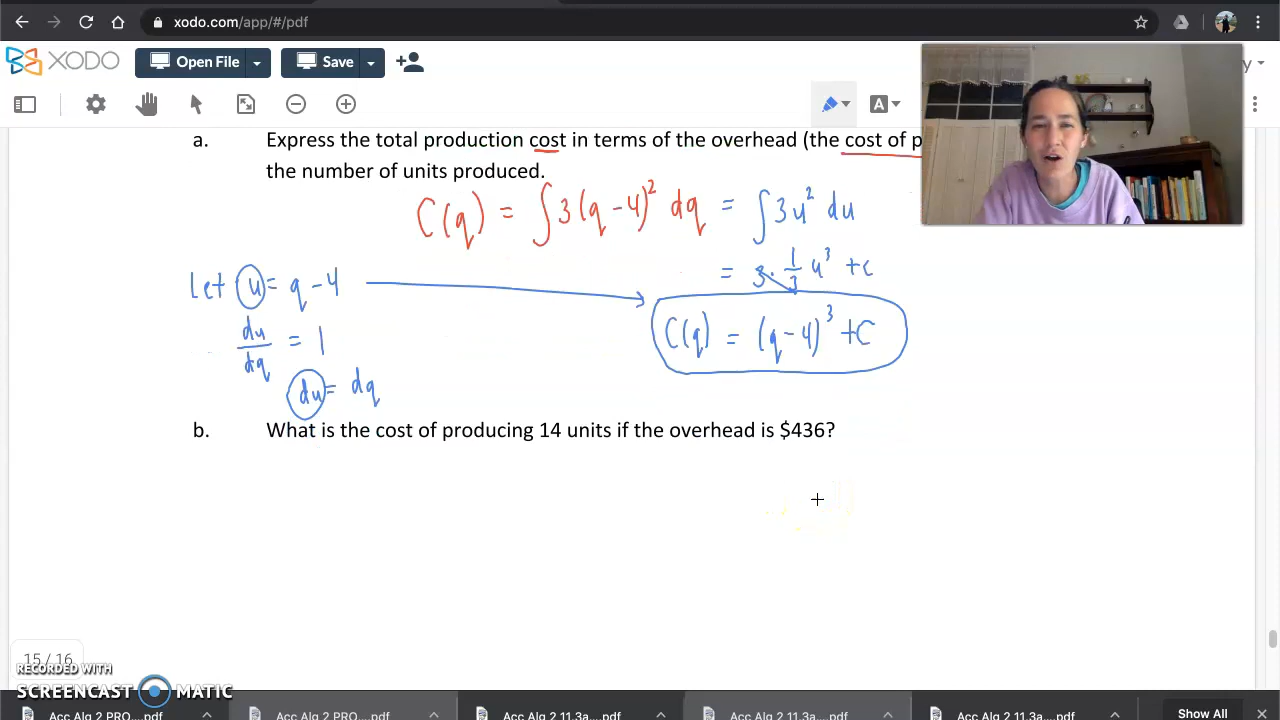 xodo.com/app/#/pdf
XODO
Open File
Save
y
A
a. Express the total production cost in terms of the overhead (the cost of p
the number of units produced.
C(q) = ∫3(q-4)² dq = ∫3u² du
= 3 · 1/3 u³ + c
Let u = q-4
C(q) = (q-4)³ + C
du/dq = 1
du = dq
b. What is the cost of producing 14 units if the overhead is $436?
15 / 16
RECORDED WITH
SCREENCAST MATIC
Acc Alg 2 PRO....pdf
Acc Alg 2 PRO....pdf
Acc Alg 2 11.3a....pdf
Acc Alg 2 11.3a....pdf
Acc Alg 2 11.3a....pdf
Show All